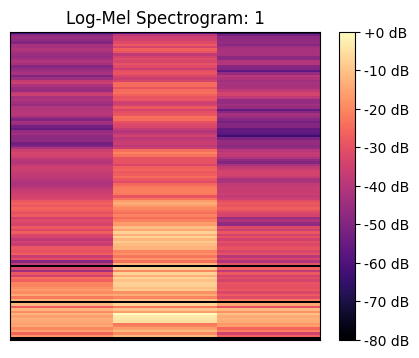 Log-Mel Spectrogram: 1
+0 dB
-10 dB
-20 dB
-30 dB
-40 dB
-50 dB
-60 dB
-70 dB
-80 dB